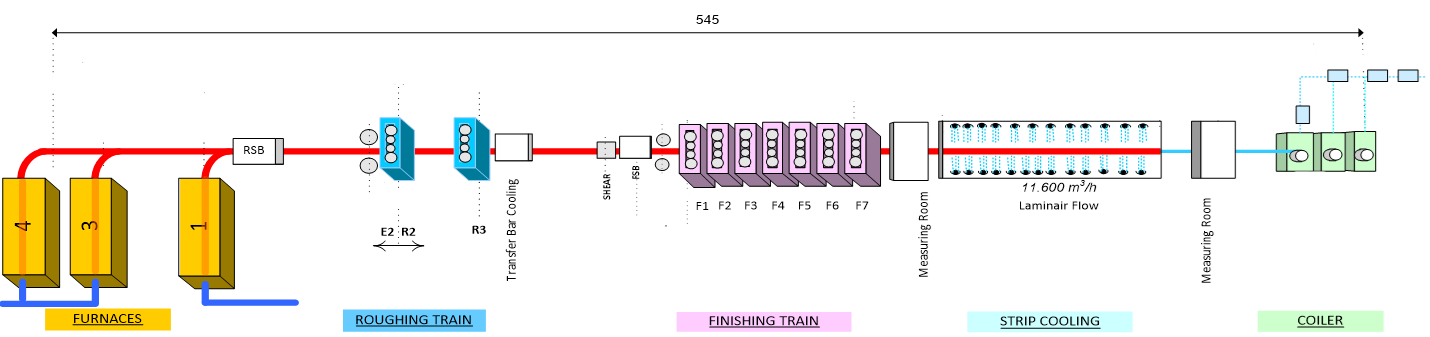 545
RSB
4
3
1
SHEAR
FSB
E2
R2
R3
Transfer Bar Cooling
F1
F2
F3
F4
F5
F6
F7
Measuring Room
11.600 m³/h
Laminair Flow
Measuring Room
FURNACES
ROUGHING TRAIN
FINISHING TRAIN
STRIP COOLING
COILER